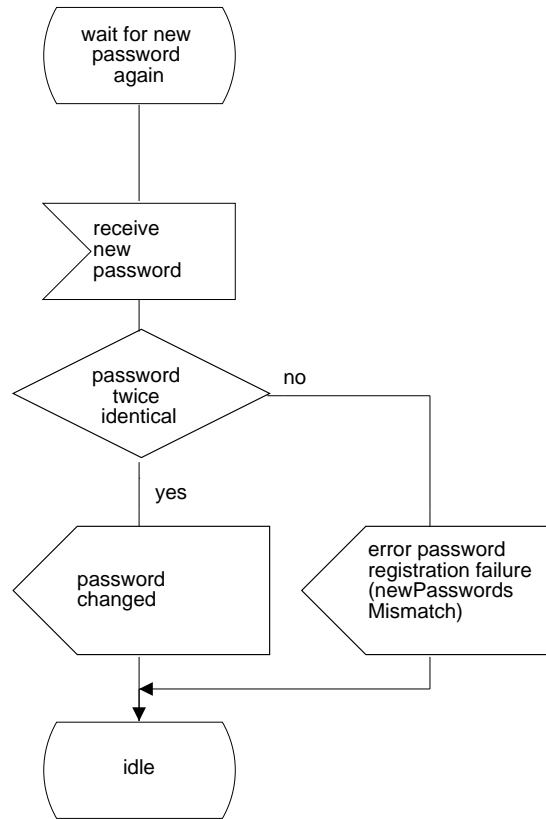 wait for new
password
again
receive
new
password
password
twice
identical
no
yes
password
changed
error password
registration failure
(newPasswords
Mismatch)
idle